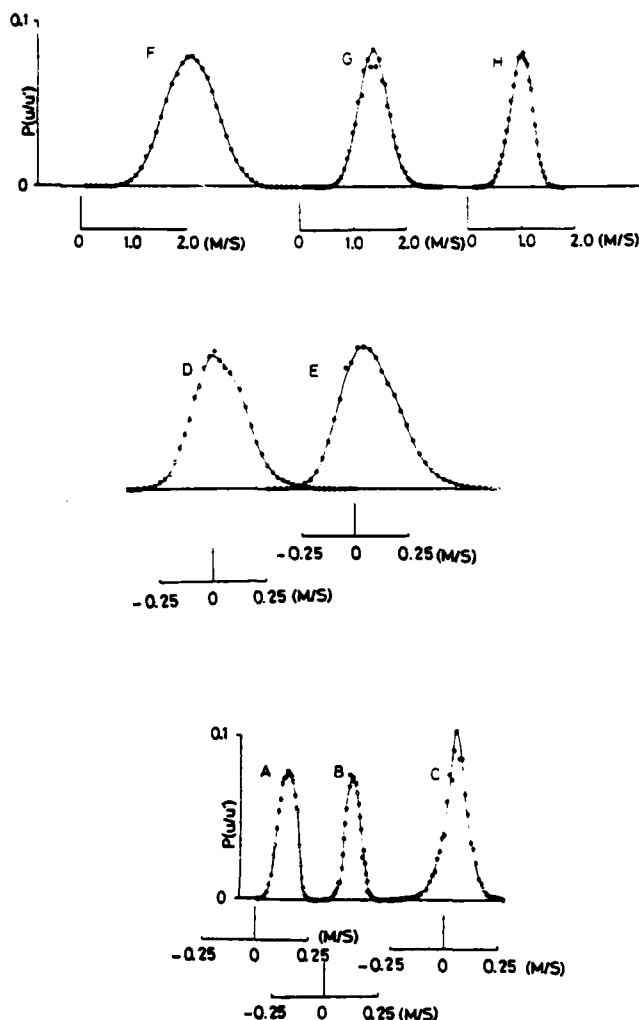 0.1
F G H
P(u/u')
0
0 1.0 2.0 (M/S) 0 1.0 2.0 (M/S) 0 1.0 2.0 (M/S)
D E
-0.25 0 0.25 (M/S)
-0.25 0 0.25 (M/S)
0.1
A B C
P(u/u')
0
(M/S)
-0.25 0 0.25 -0.25 0 0.25
-0.25 0 0.25 (M/S)